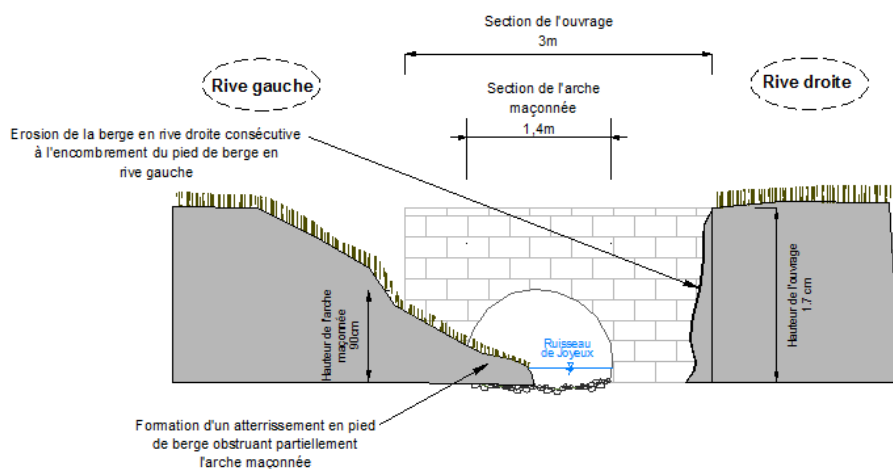 Section de l'ouvrage
3m
Rive gauche
Rive droite
Section de l'arche
maçonnée
1,4m
Erosion de la berge en rive droite consécutive
à l'encombrement du pied de berge en
rive gauche
Hauteur de l'arche
maçonnée
90cm
Ruisseau
de Joyeux
Hauteur de l'ouvrage
1.7 cm
Formation d'un atterrissement en pied
de berge obstruant partiellement
l'arche maçonnée